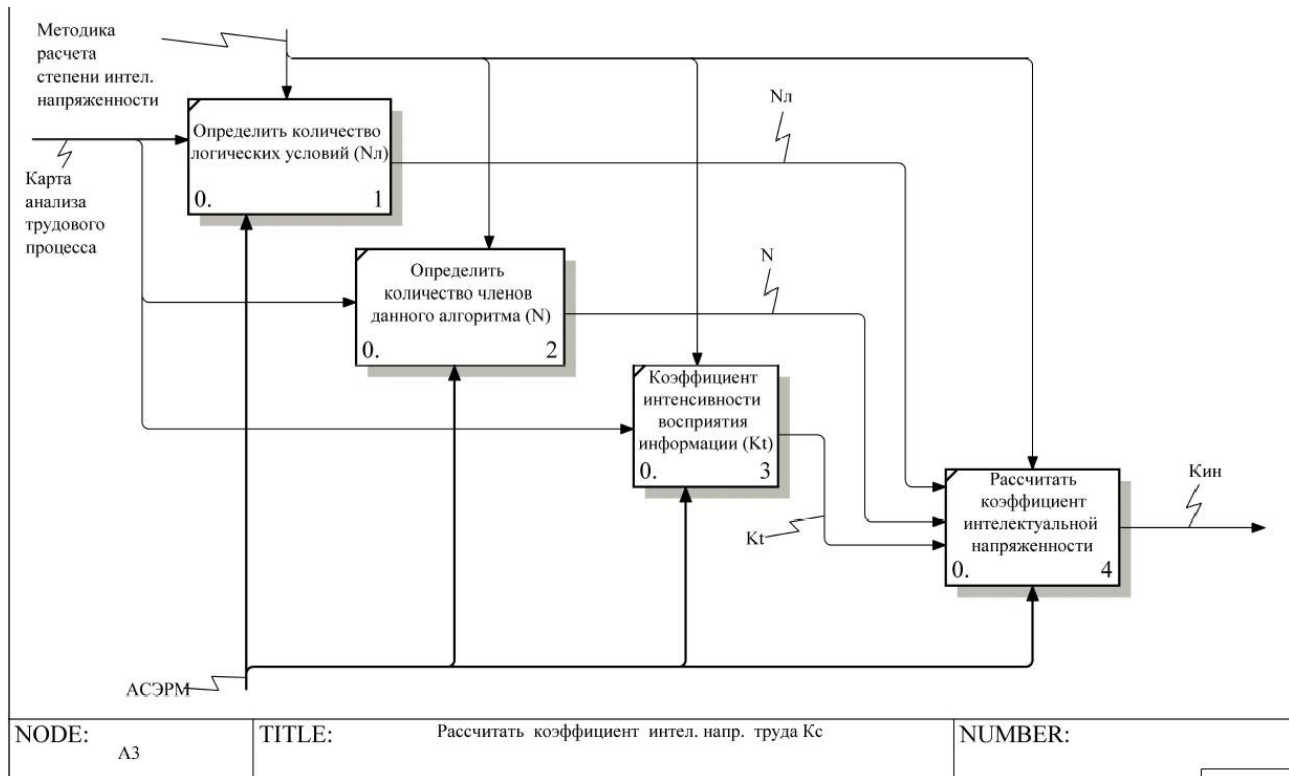 Методика
расчета
степени интел.
напряженности
Nл
Определить количество
логических условий (Nл)
0. 1
Карта
анализа
трудового
процесса
N
Определить
количество членов
данного алгоритма (N)
0. 2
Коэффициент
интенсивности
восприятия
информации (Kt)
0. 3
Kt
Рассчитать
коэффициент
интелектуальной
напряженности
0. 4
Кин
АСЭРМ
NODE:
А3
TITLE:
Рассчитать коэффициент интел. напр. труда Кс
NUMBER: